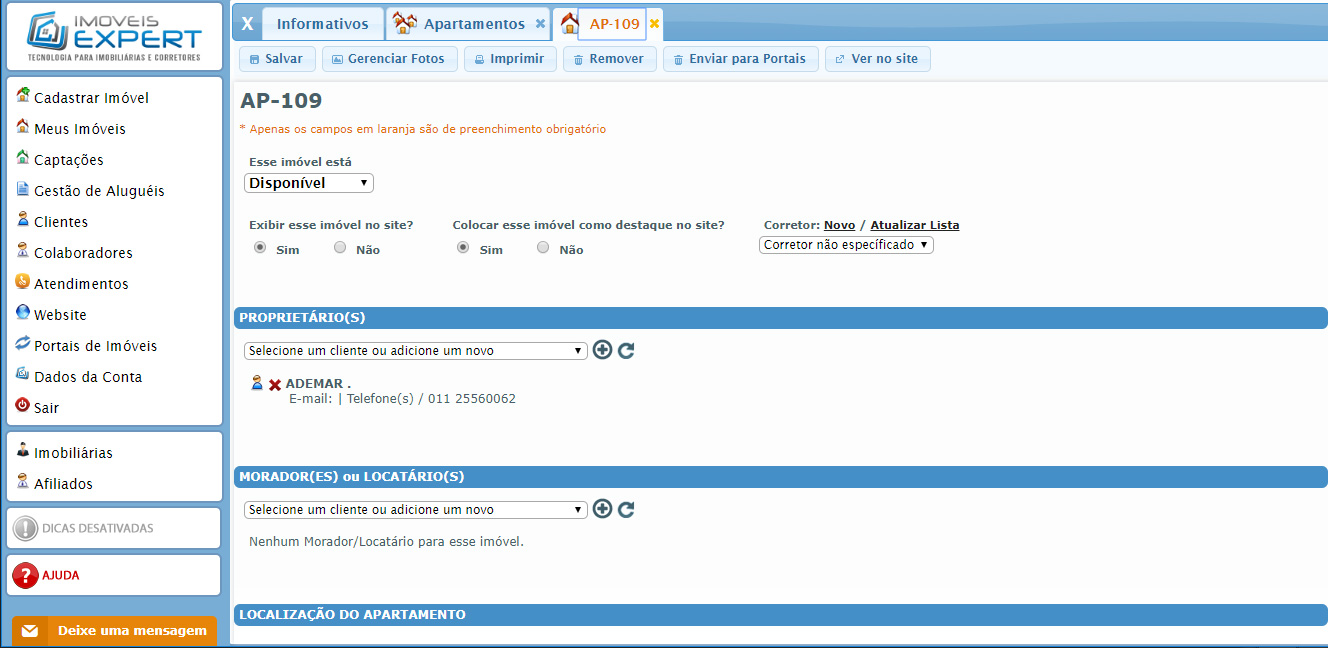 IMOVEIS
EXPERT
TECNOLOGIA PARA IMOBILIÁRIAS E CORRETORES
Cadastrar Imóvel
Meus Imóveis
Captações
Gestão de Aluguéis
Clientes
Colaboradores
Atendimentos
Website
Portais de Imóveis
Dados da Conta
Sair
Imobiliárias
Afiliados
DICAS DESATIVADAS
AJUDA
Deixe uma mensagem
X Informativos Apartamentos AP-109
Salvar Gerenciar Fotos Imprimir Remover Enviar para Portais Ver no site
AP-109
* Apenas os campos em laranja são de preenchimento obrigatório
Esse imóvel está
Disponível
Exibir esse imóvel no site? Colocar esse imóvel como destaque no site? Corretor: Novo / Atualizar Lista
Sim Não Sim Não Corretor não específicado
PROPRIETÁRIO(S)
Selecione um cliente ou adicione um novo
ADEMAR .
E-mail: | Telefone(s) / 011 25560062
MORADOR(ES) ou LOCATÁRIO(S)
Selecione um cliente ou adicione um novo
Nenhum Morador/Locatário para esse imóvel.
LOCALIZAÇÃO DO APARTAMENTO